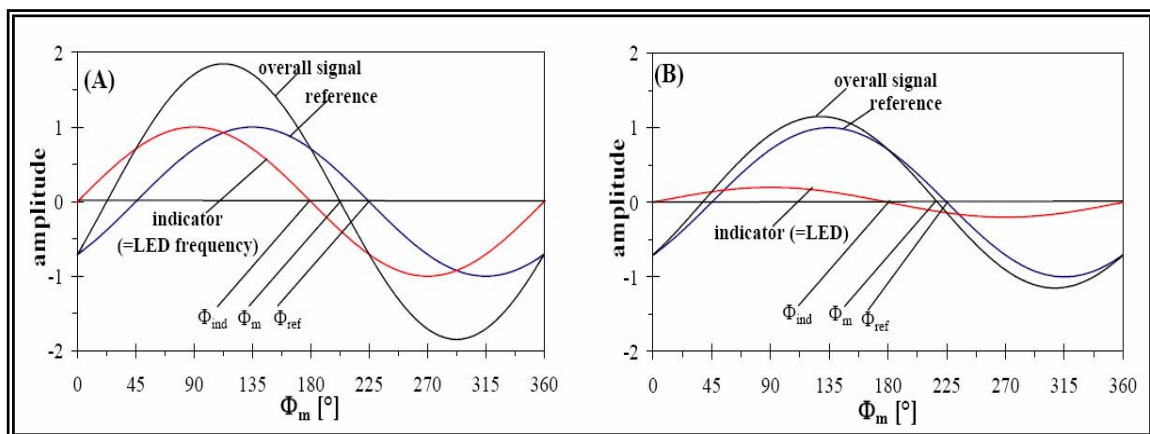 (A)
overall signal
reference
indicator
(=LED frequency)
Φind Φm Φref
amplitude
2
1
0
-1
-2
0 45 90 135 180 225 270 315 360
Φm [°]
(B)
overall signal
reference
indicator (=LED)
Φind Φm Φref
amplitude
2
1
0
-1
-2
0 45 90 135 180 225 270 315 360
Φm [°]